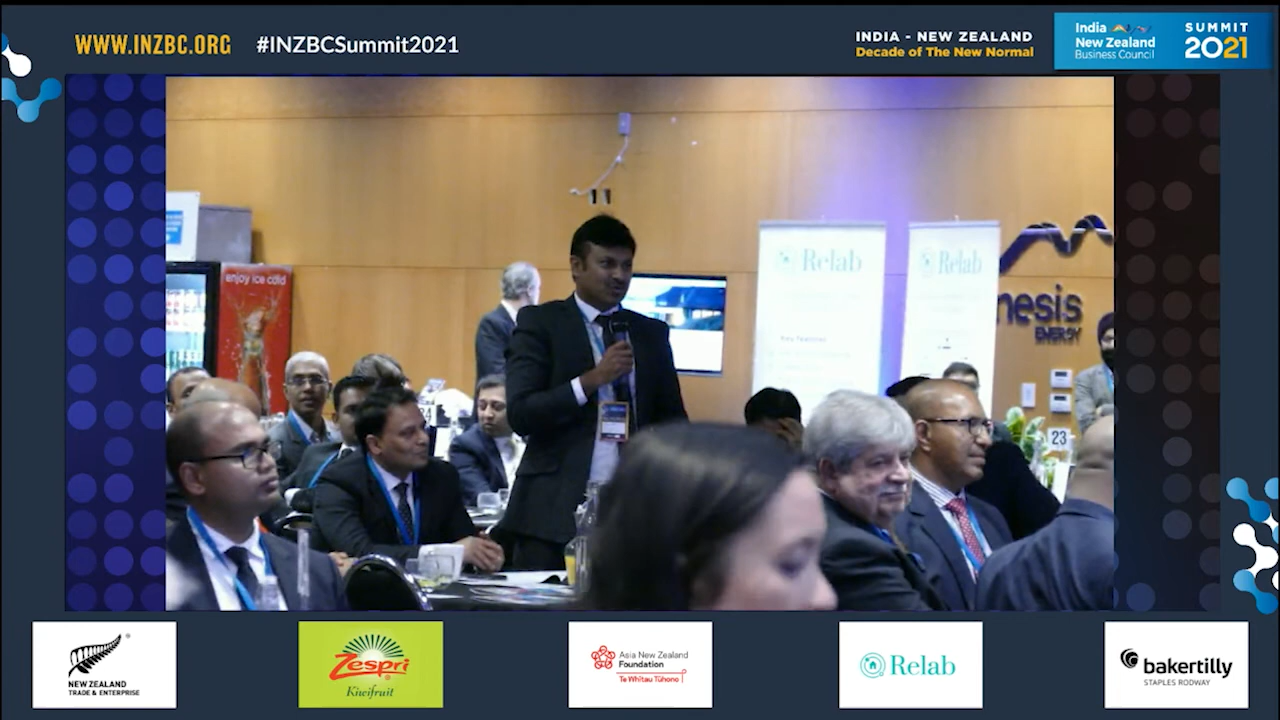 WWW.INZBC.ORG
#INZBCSummit2021
INDIA - NEW ZEALAND
Decade of The New Normal
India
New Zealand
Business Council
SUMMIT
2021
enjoy ice cold
Relab
Relab
Key Features
nesis
ENERGY
23
NEW ZEALAND
TRADE & ENTERPRISE
Zespri®
Kiwifruit
Asia New Zealand
Foundation
Te Whītau Tūhono
Relab
bakertilly
STAPLES RODWAY